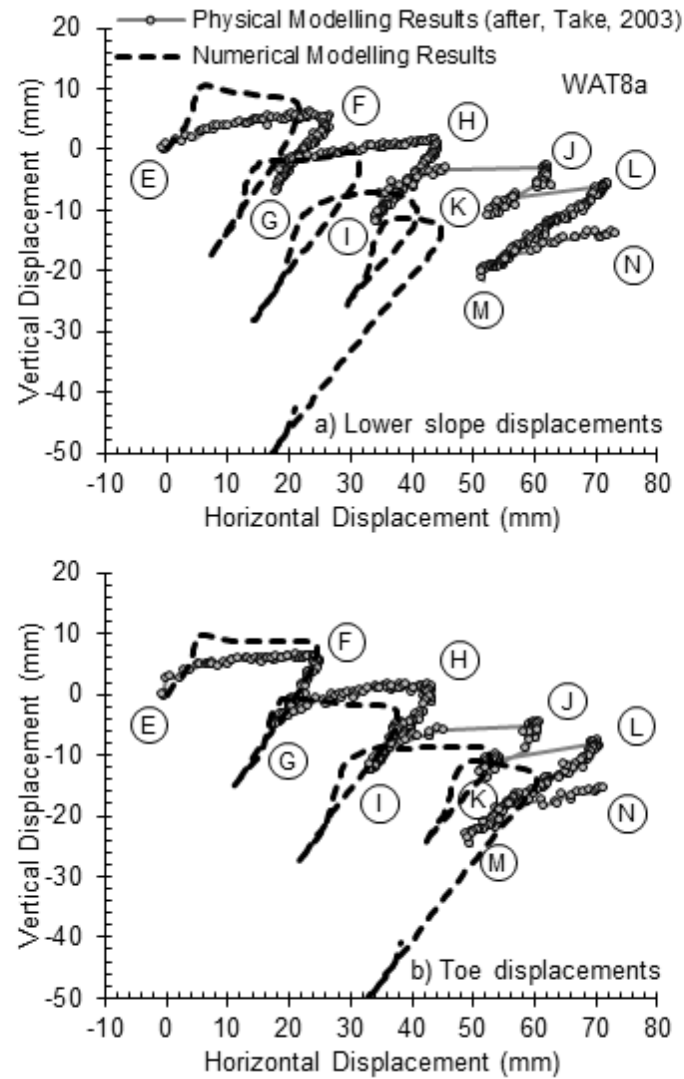 Physical Modelling Results (after, Take, 2003)
Numerical Modelling Results
WAT8a
20
10
0
-10
-20
-30
-40
-50
Vertical Displacement (mm)
E
F
G
H
I
J
K
L
M
N
a) Lower slope displacements
-10 0 10 20 30 40 50 60 70 80
Horizontal Displacement (mm)
20
10
0
-10
-20
-30
-40
-50
Vertical Displacement (mm)
E
F
G
H
I
J
K
L
M
N
b) Toe displacements
-10 0 10 20 30 40 50 60 70 80
Horizontal Displacement (mm)